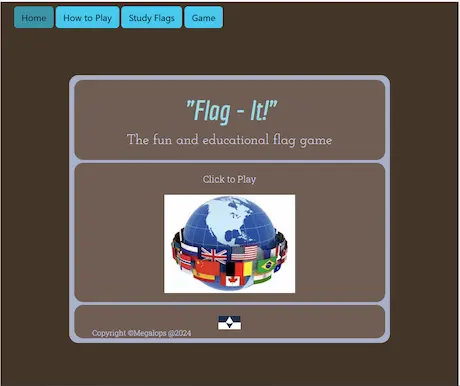 Home How to Play Study Flags Game
"Flag - It!"
The fun and educational flag game
Click to Play
Copyright ©Megalops @2024